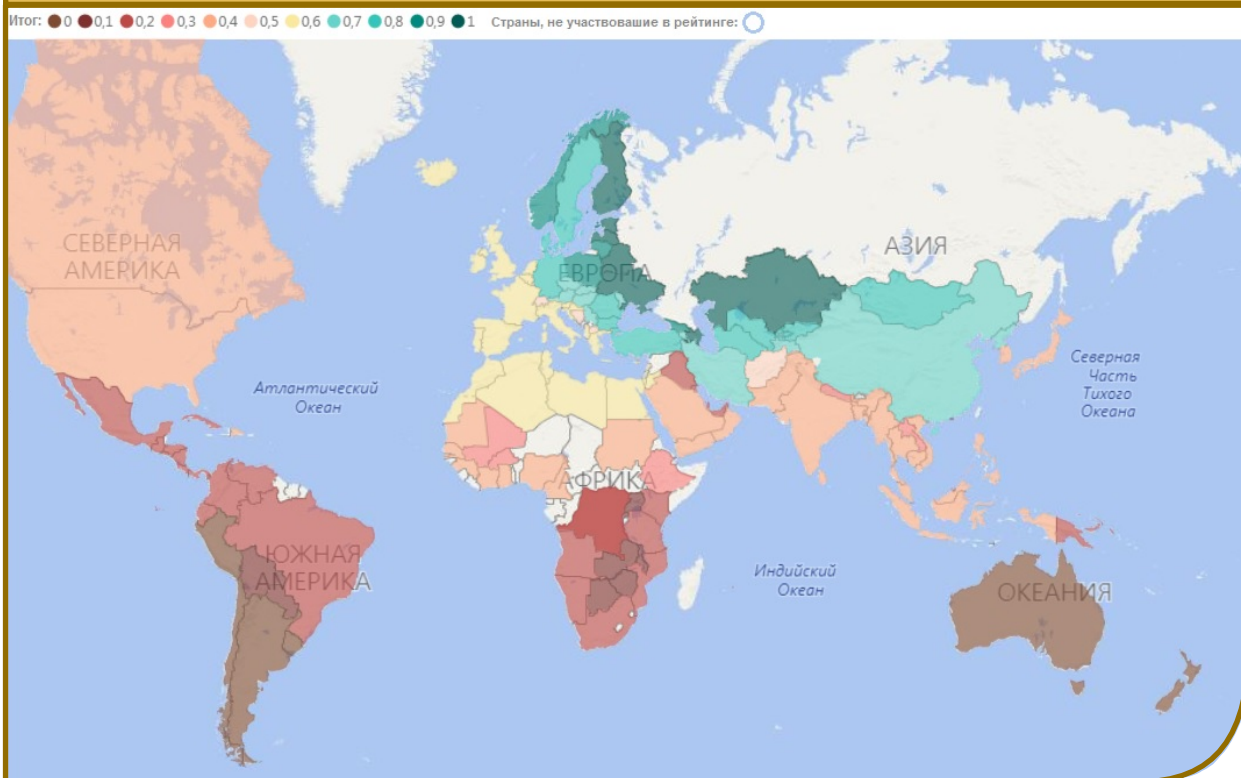 Итог: 0 0,1 0,2 0,3 0,4 0,5 0,6 0,7 0,8 0,9 1 Страны, не участвовашие в рейтинге:
СЕВЕРНАЯ
АМЕРИКА
АЗИЯ
ЕВРОПА
Атлантический
Океан
Северная
Часть
Тихого
Океана
АФРИКА
ЮЖНАЯ
АМЕРИКА
Индийский
Океан
ОКЕАНИЯ